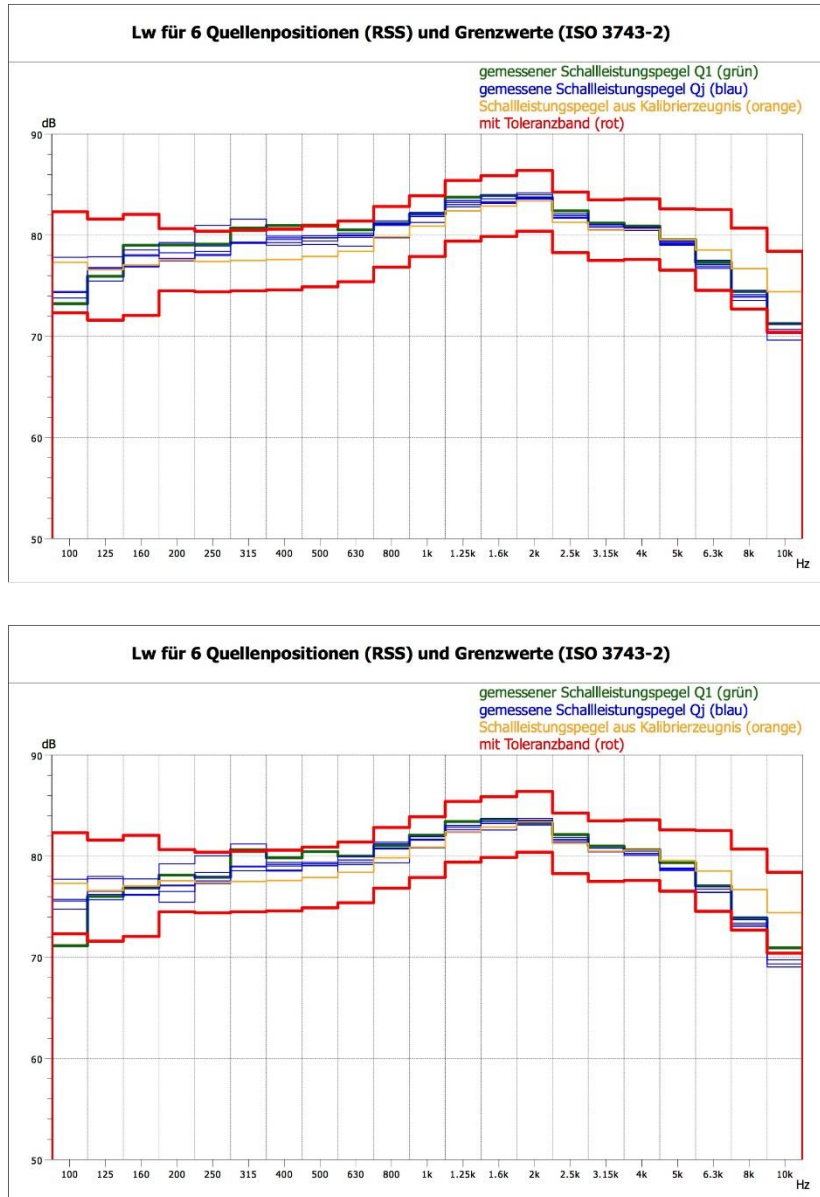 Lw für 6 Quellenpositionen (RSS) und Grenzwerte (ISO 3743-2)
gemessener Schallleistungspegel Q1 (grün)
gemessene Schallleistungspegel Qj (blau)
Schallleistungspegel aus Kalibrierzeugnis (orange)
mit Toleranzband (rot)
dB
90
80
70
60
50
100 125 160 200 250 315 400 500 630 800 1k 1.25k 1.6k 2k 2.5k 3.15k 4k 5k 6.3k 8k 10k
Hz
Lw für 6 Quellenpositionen (RSS) und Grenzwerte (ISO 3743-2)
gemessener Schallleistungspegel Q1 (grün)
gemessene Schallleistungspegel Qj (blau)
Schallleistungspegel aus Kalibrierzeugnis (orange)
mit Toleranzband (rot)
dB
90
80
70
60
50
100 125 160 200 250 315 400 500 630 800 1k 1.25k 1.6k 2k 2.5k 3.15k 4k 5k 6.3k 8k 10k
Hz